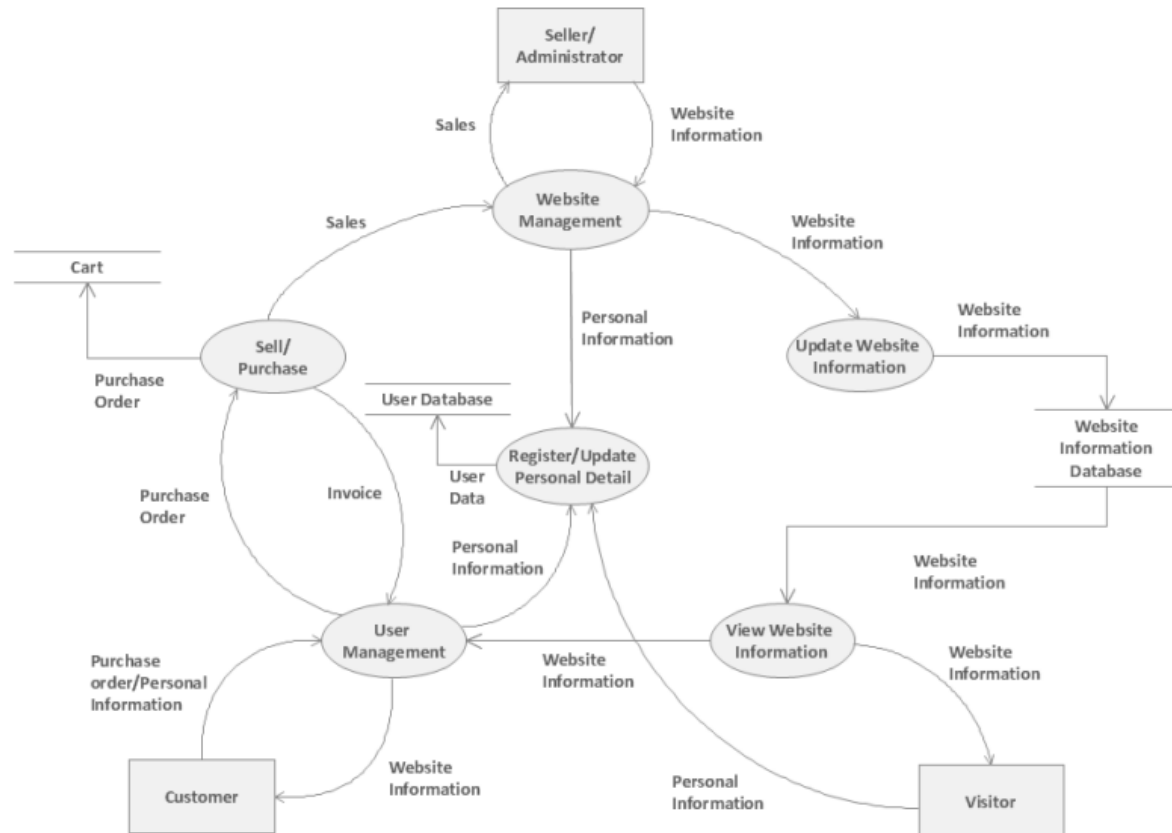 Seller/
Administrator
Website
Information
Sales
Website
Management
Sales
Website
Information
Cart
Personal
Information
Website
Information
Sell/
Purchase
Update Website
Information
Purchase
Order
User Database
Website
Information
Database
Register/Update
Personal Detail
User
Data
Purchase
Order
Invoice
Personal
Information
Website
Information
User
Management
View Website
Information
Website
Information
Website
Information
Purchase
order/Personal
Information
Website
Information
Personal
Information
Customer
Visitor